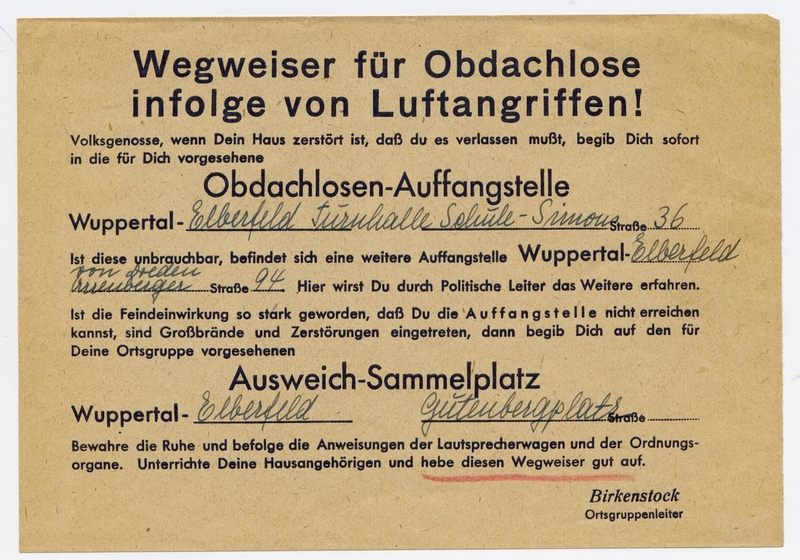 Wegweiser für Obdachlose
infolge von Luftangriffen!
Volksgenosse, wenn Dein Haus zerstört ist, daß du es verlassen mußt, begib Dich sofort
in die für Dich vorgesehene
Obdachlosen-Auffangstelle
Wuppertal- Elberfeld Turnhalle Schule-Simons Straße 36
Ist diese unbrauchbar, befindet sich eine weitere Auffangstelle Wuppertal- Elberfeld
Arrenberger Straße 94. Hier wirst Du durch Politische Leiter das Weitere erfahren.
Ist die Feindeinwirkung so stark geworden, daß Du die Auffangstelle nicht erreichen
kannst, sind Großbrände und Zerstörungen eingetreten, dann begib Dich auf den für
Deine Ortsgruppe vorgesehenen
Ausweich-Sammelplatz
Wuppertal- Elberfeld Gutenbergplatz Straße
Bewahre die Ruhe und befolge die Anweisungen der Lautsprecherwagen und der Ordnungs-
organe. Unterrichte Deine Hausangehörigen und hebe diesen Wegweiser gut auf.
Birkenstock
Ortsgruppenleiter